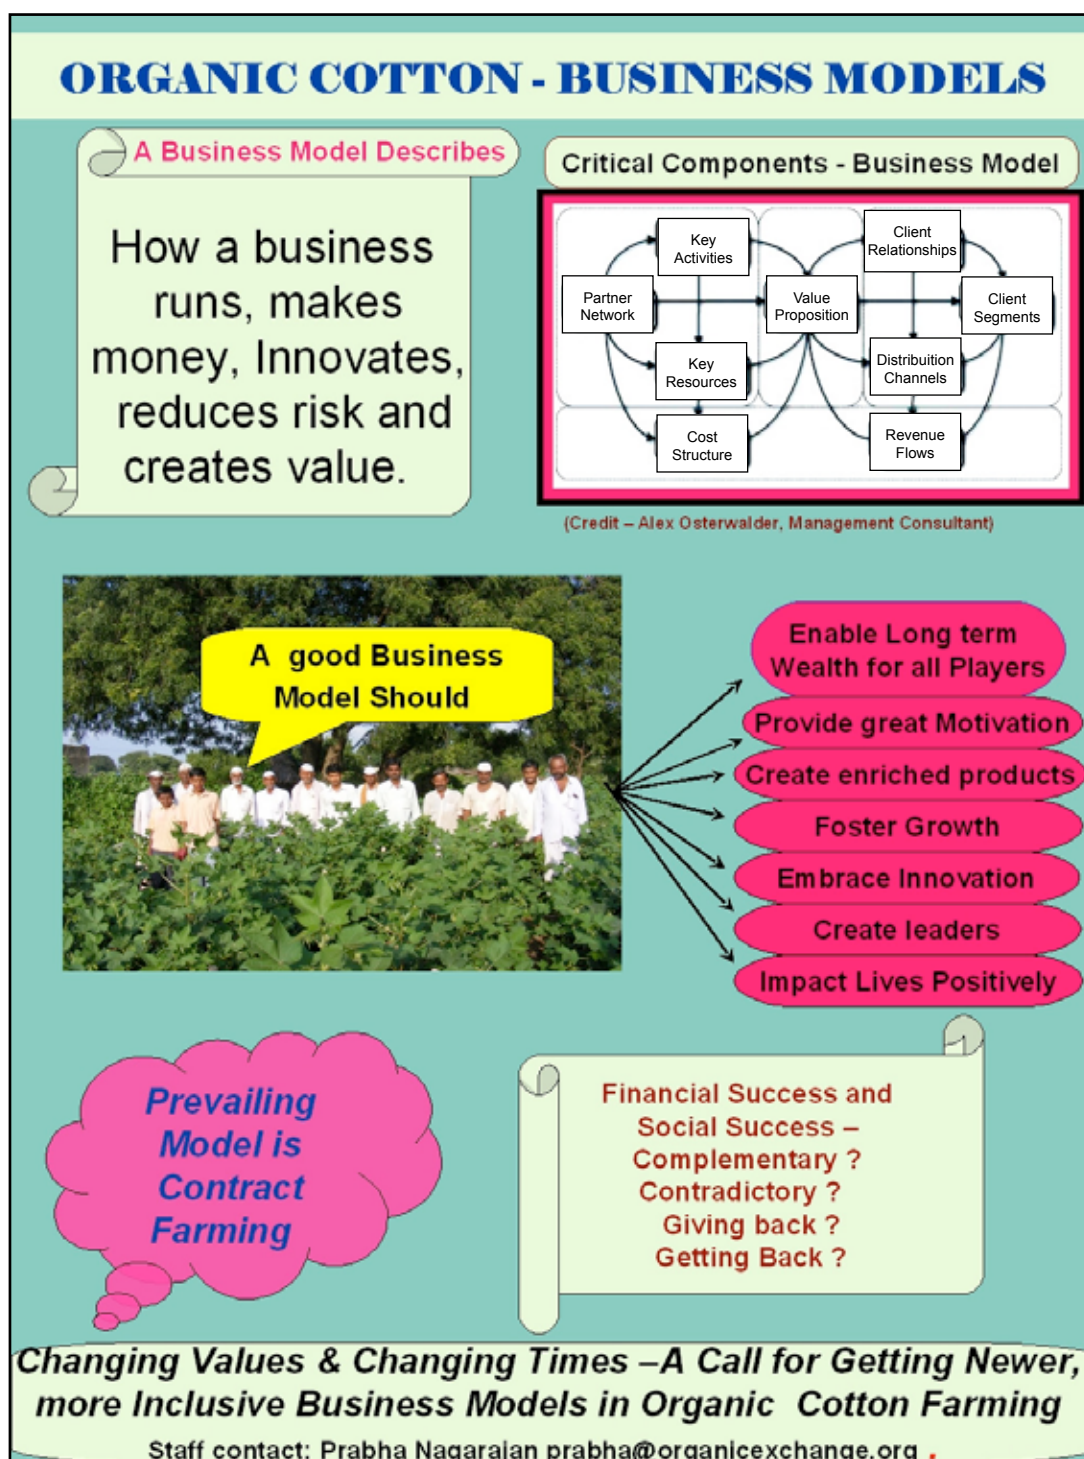 ORGANIC COTTON - BUSINESS MODELS
A Business Model Describes
How a business
runs, makes
money, Innovates,
reduces risk and
creates value.
Critical Components - Business Model
Key
Activities
Client
Relationships
Partner
Network
Value
Proposition
Client
Segments
Key
Resources
Distribuition
Channels
Cost
Structure
Revenue
Flows
(Credit – Alex Osterwalder, Management Consultant)
A good Business
Model Should
Enable Long term
Wealth for all Players
Provide great Motivation
Create enriched products
Foster Growth
Embrace Innovation
Create leaders
Impact Lives Positively
Prevailing
Model is
Contract
Farming
Financial Success and
Social Success –
Complementary ?
Contradictory ?
Giving back ?
Getting Back ?
Changing Values & Changing Times –A Call for Getting Newer,
more Inclusive Business Models in Organic Cotton Farming
Staff contact: Prabha Nagarajan prabha@organicexchange.org